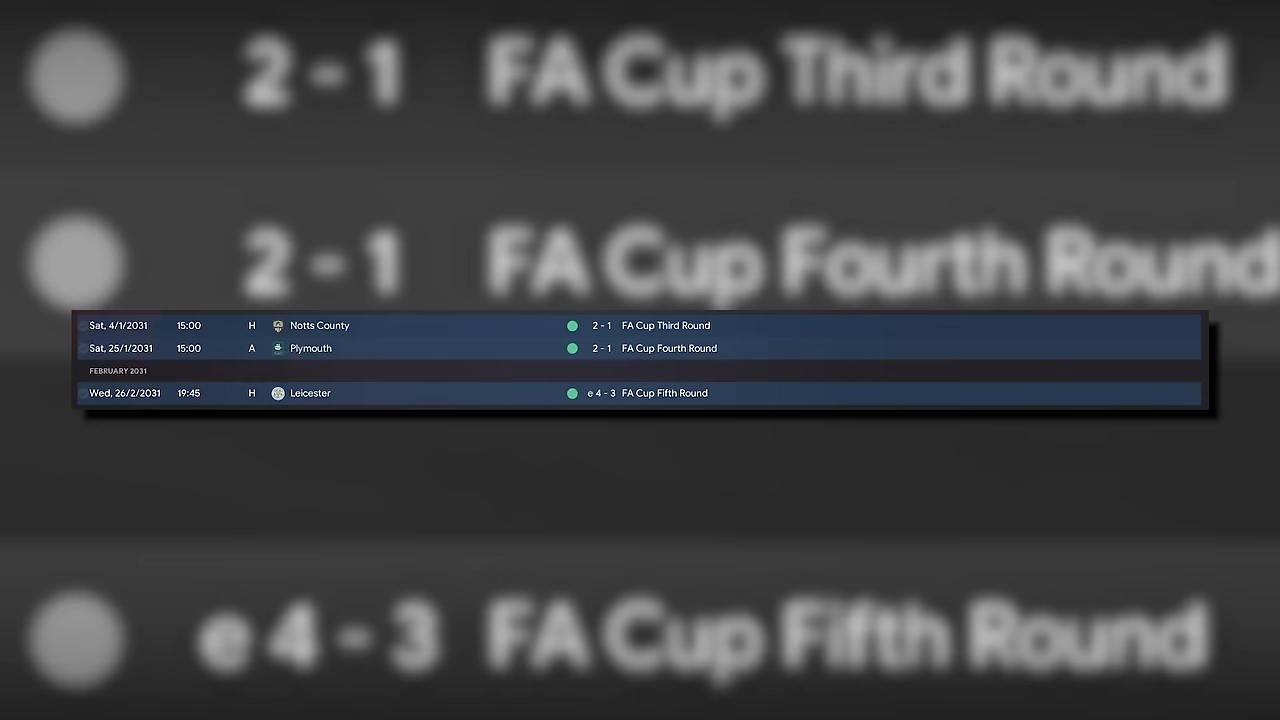 2 - 1 FA Cup Third Round
2 - 1 FA Cup Fourth Round
Sat, 4/1/2031 15:00 H Notts County 2 - 1 FA Cup Third Round
Sat, 25/1/2031 15:00 A Plymouth 2 - 1 FA Cup Fourth Round
FEBRUARY 2031
Wed, 26/2/2031 19:45 H Leicester e 4 - 3 FA Cup Fifth Round
e 4 - 3 FA Cup Fifth Round